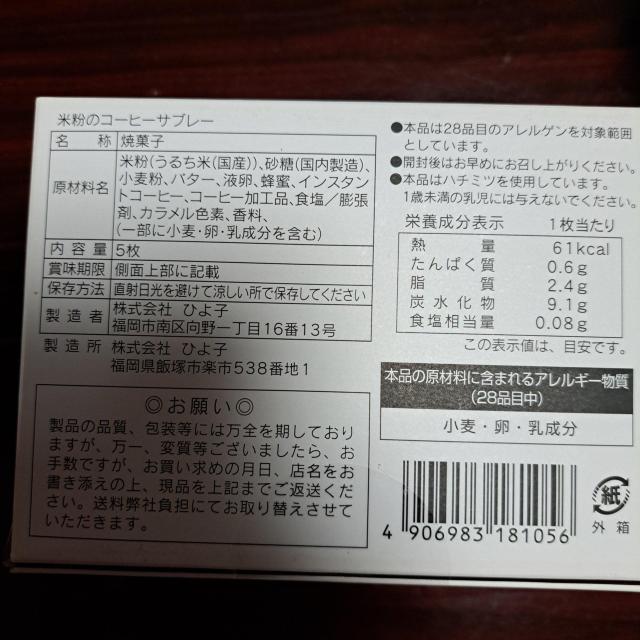 米粉のコーヒーサブレー
名 称 焼菓子
原材料名 米粉(うるち米(国産))、砂糖(国内製造)、
小麦粉、バター、液卵、蜂蜜、インスタン
トコーヒー、コーヒー加工品、食塩／膨張
剤、カラメル色素、香料、
(一部に小麦・卵・乳成分を含む)
内容量 5枚
賞味期限 側面上部に記載
保存方法 直射日光を避けて涼しい所で保存してください
製造者 株式会社 ひよ子
福岡市南区向野一丁目16番13号
製造所 株式会社 ひよ子
福岡県飯塚市楽市538番地1
◎お願い◎
製品の品質、包装等には万全を期しており
ますが、万一、変質等ございましたら、お
手数ですが、お買い求めの月日、店名をお
書き添えの上、現品を上記までご返送くだ
さい。送料弊社負担にてお取り替えさせて
いただきます。
●本品は28品目のアレルゲンを対象範囲
としています。
●開封後はお早めにお召し上がりください。
●本品はハチミツを使用しています。
1歳未満の乳児には与えないでください。
栄養成分表示 1枚当たり
熱量 61kcal
たんぱく質 0.6g
脂質 2.4g
炭水化物 9.1g
食塩相当量 0.08g
この表示値は、目安です。
本品の原材料に含まれるアレルギー物質
(28品目中)
小麦・卵・乳成分
4 906983 181056
紙
外箱